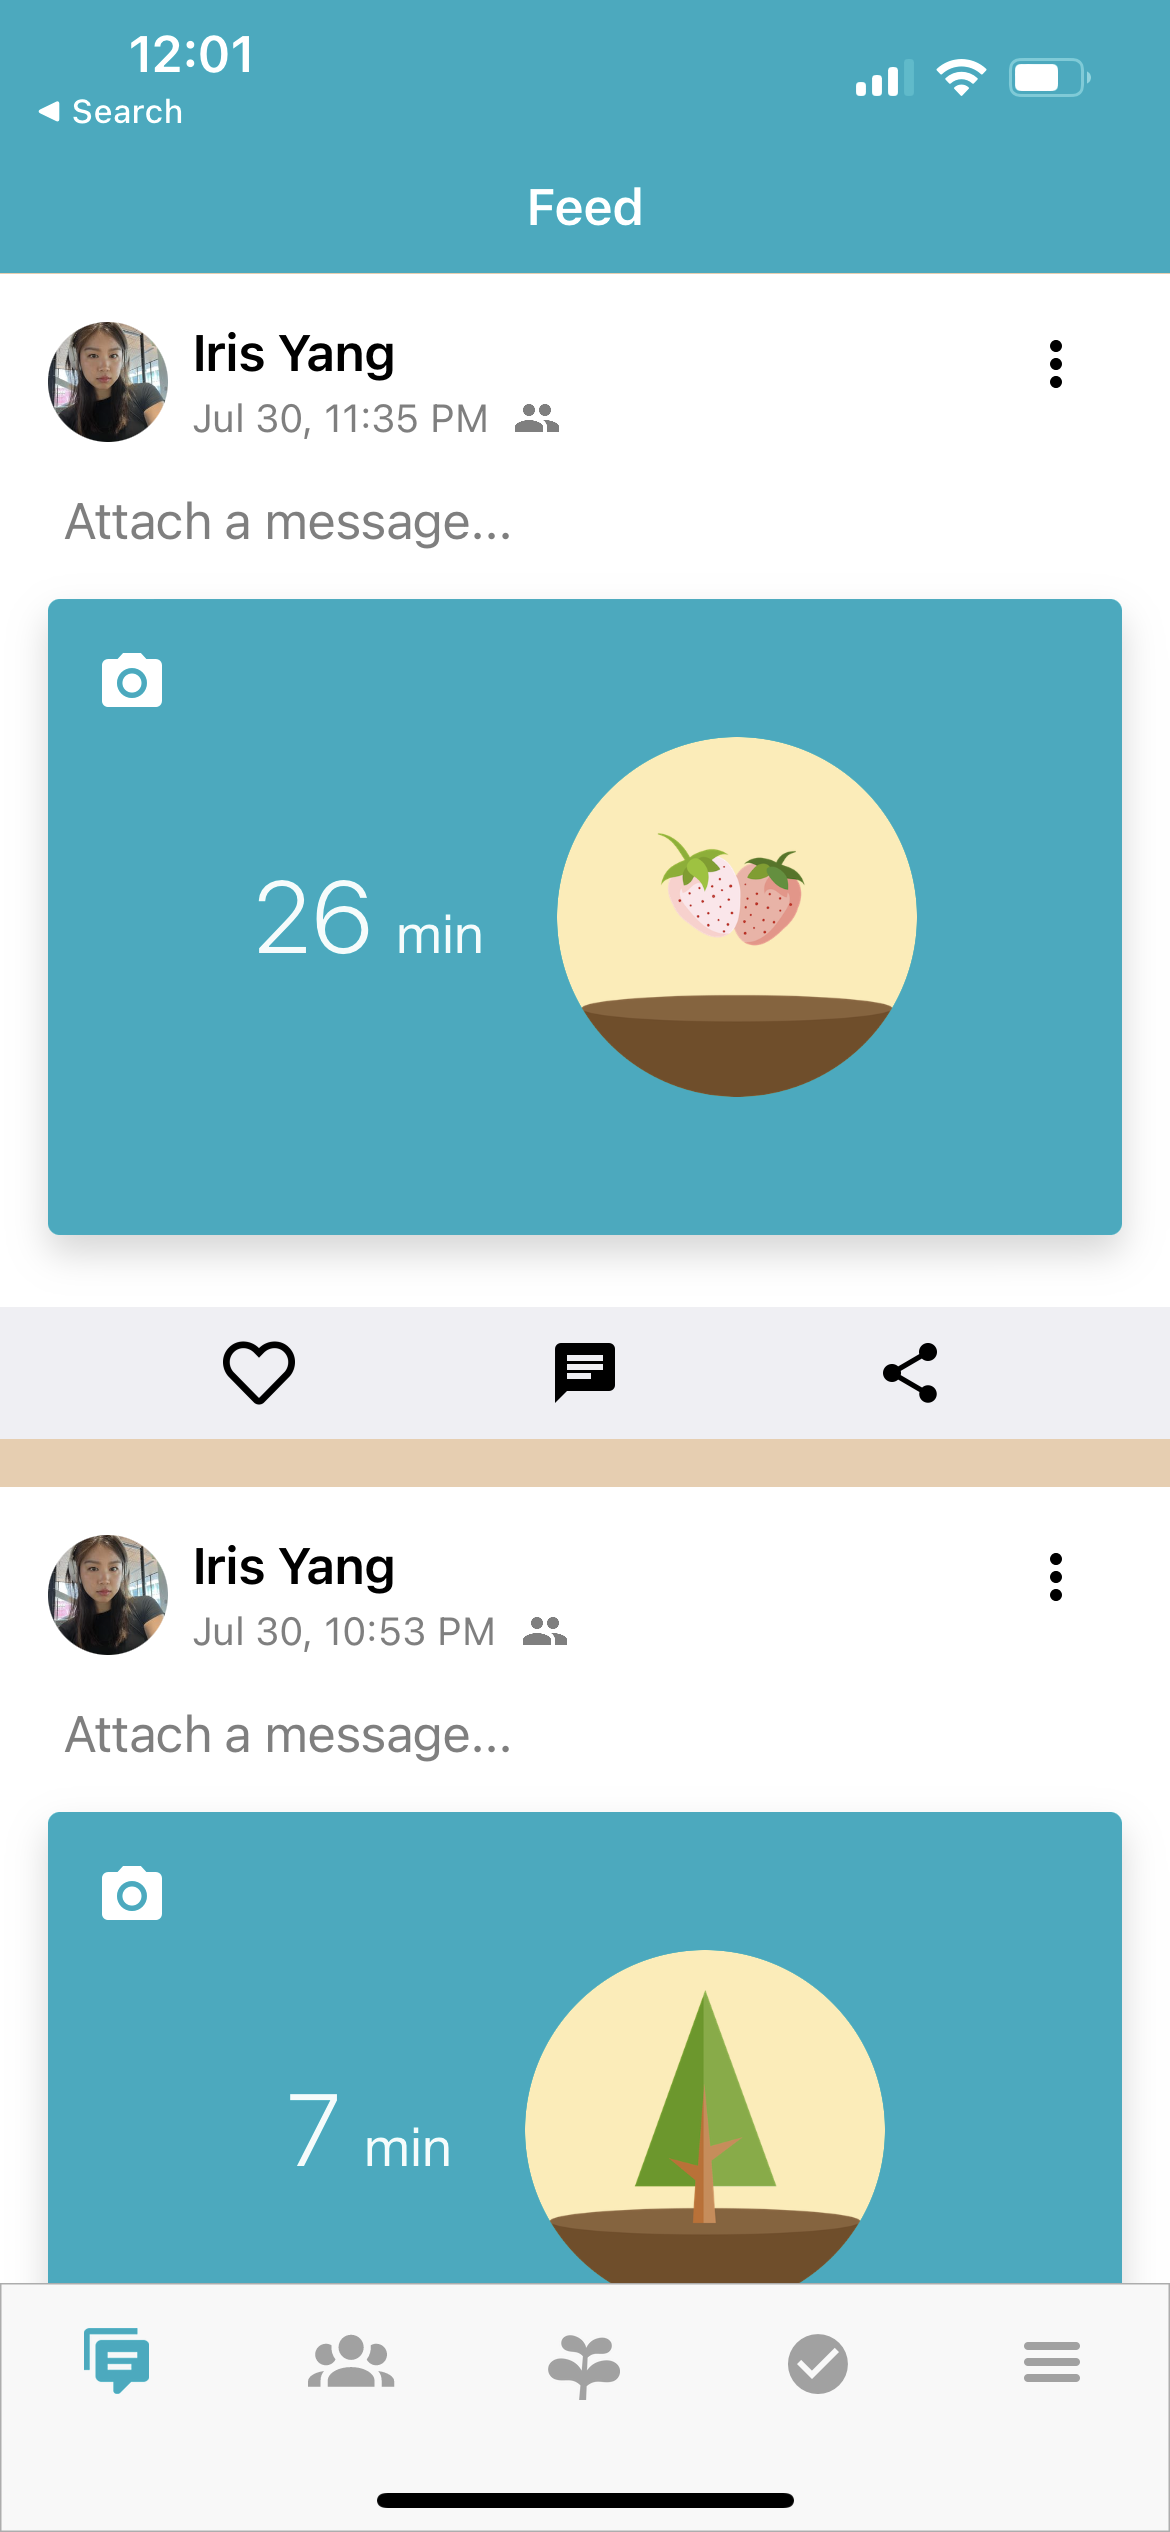 12:01
Search
Feed
Iris Yang
Jul 30, 11:35 PM
Attach a message...
26 min
Iris Yang
Jul 30, 10:53 PM
Attach a message...
7 min